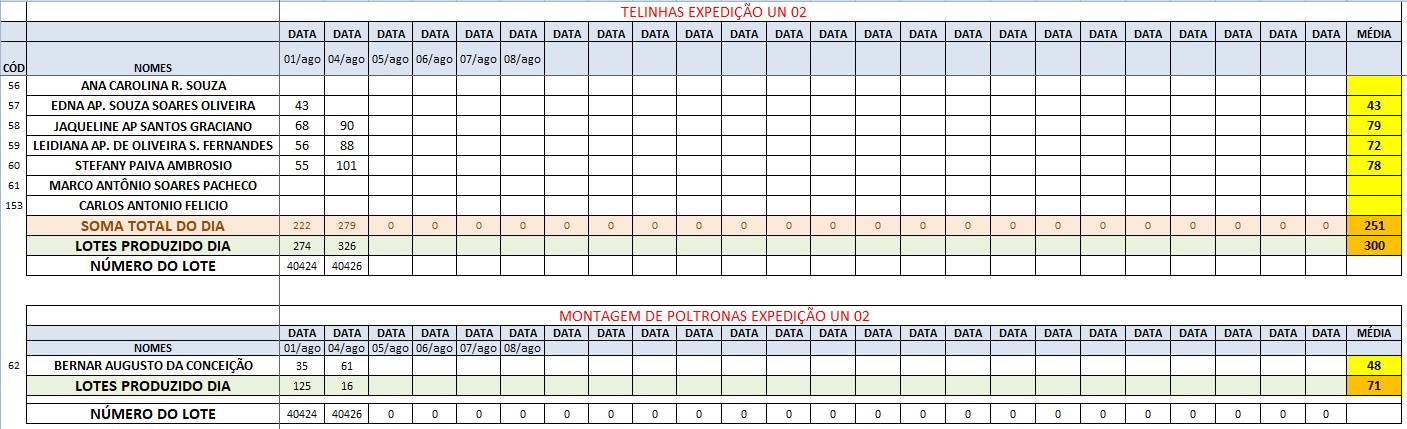 TELINHAS EXPEDIÇÃO UN 02
DATA DATA DATA DATA DATA DATA DATA DATA DATA DATA DATA DATA DATA DATA DATA DATA DATA DATA DATA DATA DATA DATA DATA DATA MÉDIA
CÓD NOMES 01/ago 04/ago 05/ago 06/ago 07/ago 08/ago
56 ANA CAROLINA R. SOUZA
57 EDNA AP. SOUZA SOARES OLIVEIRA 43 43
58 JAQUELINE AP SANTOS GRACIANO 68 90 79
59 LEIDIANA AP. DE OLIVEIRA S. FERNANDES 56 88 72
60 STEFANY PAIVA AMBROSIO 55 101 78
61 MARCO ANTÔNIO SOARES PACHECO
153 CARLOS ANTONIO FELICIO
SOMA TOTAL DO DIA 222 279 0 0 0 0 0 0 0 0 0 0 0 0 0 0 0 0 0 0 0 0 0 0 251
LOTES PRODUZIDO DIA 274 326 300
NÚMERO DO LOTE 40424 40426
MONTAGEM DE POLTRONAS EXPEDIÇÃO UN 02
DATA DATA DATA DATA DATA DATA DATA DATA DATA DATA DATA DATA DATA DATA DATA DATA DATA DATA DATA DATA DATA DATA DATA DATA MÉDIA
NOMES 01/ago 04/ago 05/ago 06/ago 07/ago 08/ago
62 BERNAR AUGUSTO DA CONCEIÇÃO 35 61 48
LOTES PRODUZIDO DIA 125 16 71
NÚMERO DO LOTE 40424 40426 0 0 0 0 0 0 0 0 0 0 0 0 0 0 0 0 0 0 0 0 0 0